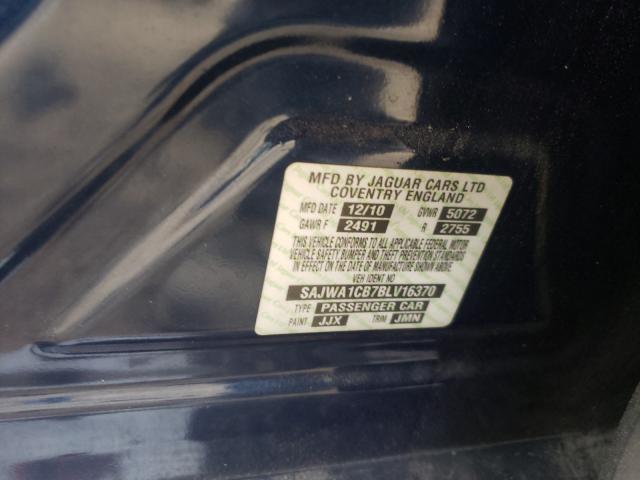 MFD BY JAGUAR CARS LTD
COVENTRY ENGLAND
MFD DATE 12/10 GVWR 5072
GAWR F 2491 R 2755
THIS VEHICLE CONFORMS TO ALL APPLICABLE FEDERAL MOTOR
VEHICLE SAFETY, BUMPER, AND THEFT PREVENTION STANDARDS
IN EFFECT ON THE DATE OF MANUFACTURE SHOWN ABOVE.
VEH IDENT NO
SAJWA1CB7BLV16370
TYPE PASSENGER CAR
PAINT JJX TRIM JMN